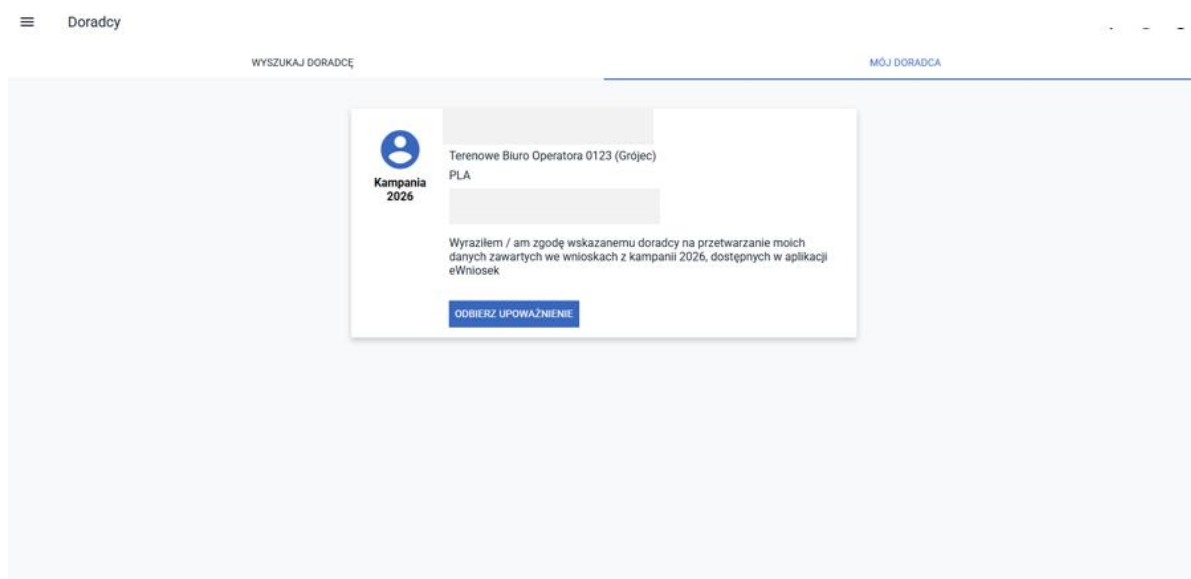 Doradcy
WYSZUKAJ DORADCĘ
MÓJ DORADCA
Kampania
2026
Terenowe Biuro Operatora 0123 (Grójec)
PLA
Wyraziłem / am zgodę wskazanemu doradcy na przetwarzanie moich
danych zawartych we wnioskach z kampanii 2026, dostępnych w aplikacji
eWniosek
ODBIERZ UPOWAŻNIENIE